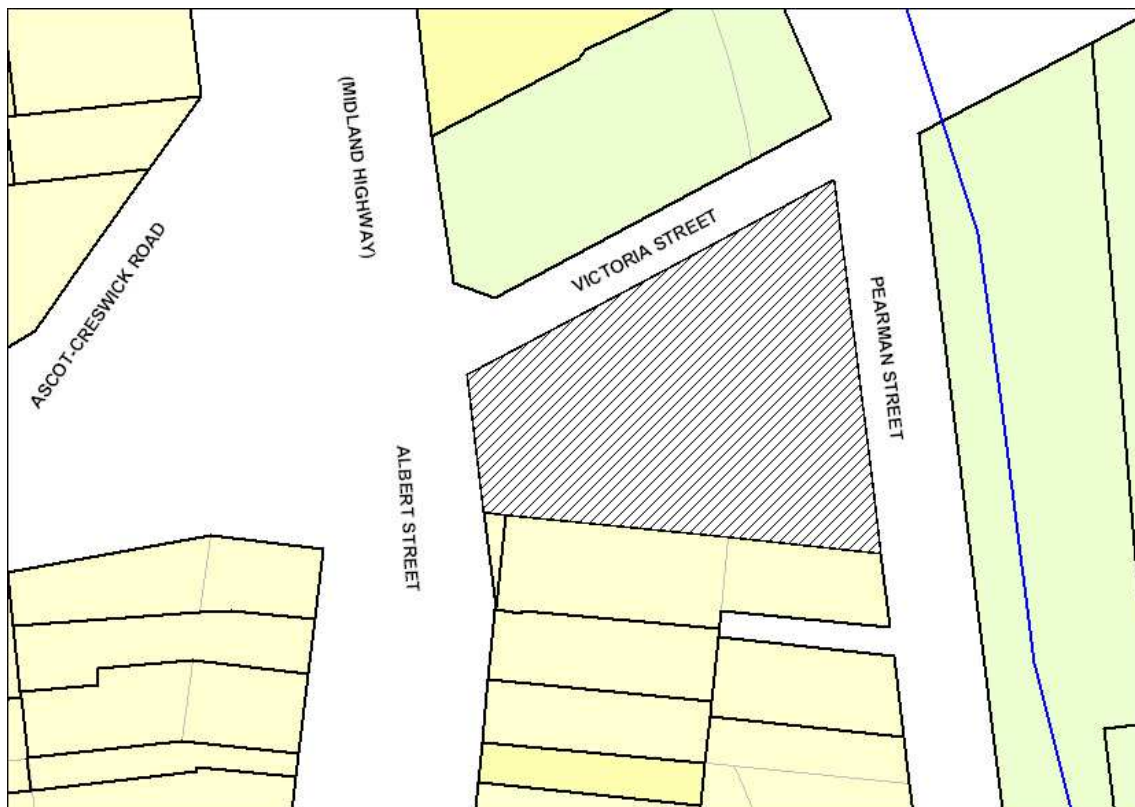 (MIDLAND HIGHWAY)
VICTORIA STREET
ASCOT-CRESWICK ROAD
PEARMAN STREET
ALBERT STREET